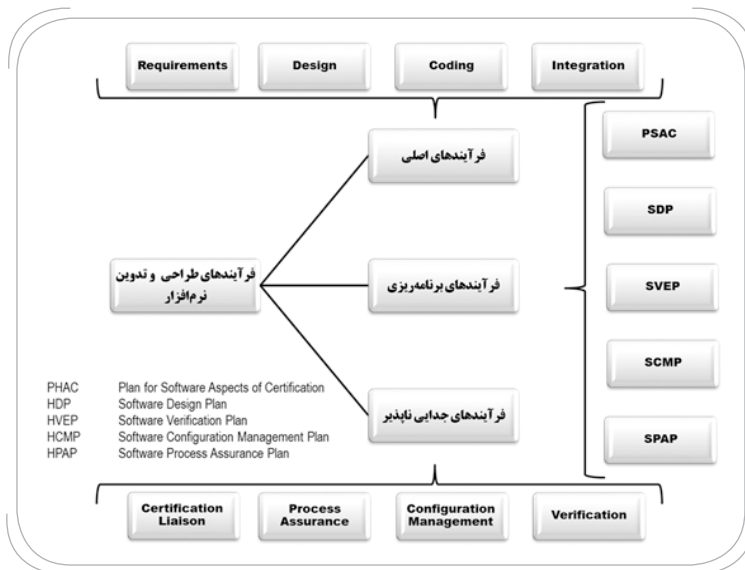 Requirements
Design
Coding
Integration
فرآیندهای اصلی
PSAC
SDP
فرآیندهای طراحی و تدوین
نرم‌افزار
فرآیندهای برنامه‌ریزی
SVEP
SCMP
فرآیندهای جدایی ناپذیر
SPAP
PHAC Plan for Software Aspects of Certification
HDP Software Design Plan
HVEP Software Verification Plan
HCMP Software Configuration Management Plan
HPAP Software Process Assurance Plan
Certification
Liaison
Process
Assurance
Configuration
Management
Verification